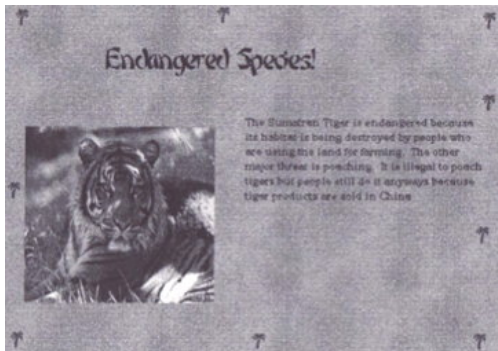 Endangered Species!
The Sumatran Tiger is endangered because
its habitat is being destroyed by people who
are using the land for farming. The other
major threat is poaching. It is illegal to poach
tigers but people still do it anyways because
tiger products are sold in China